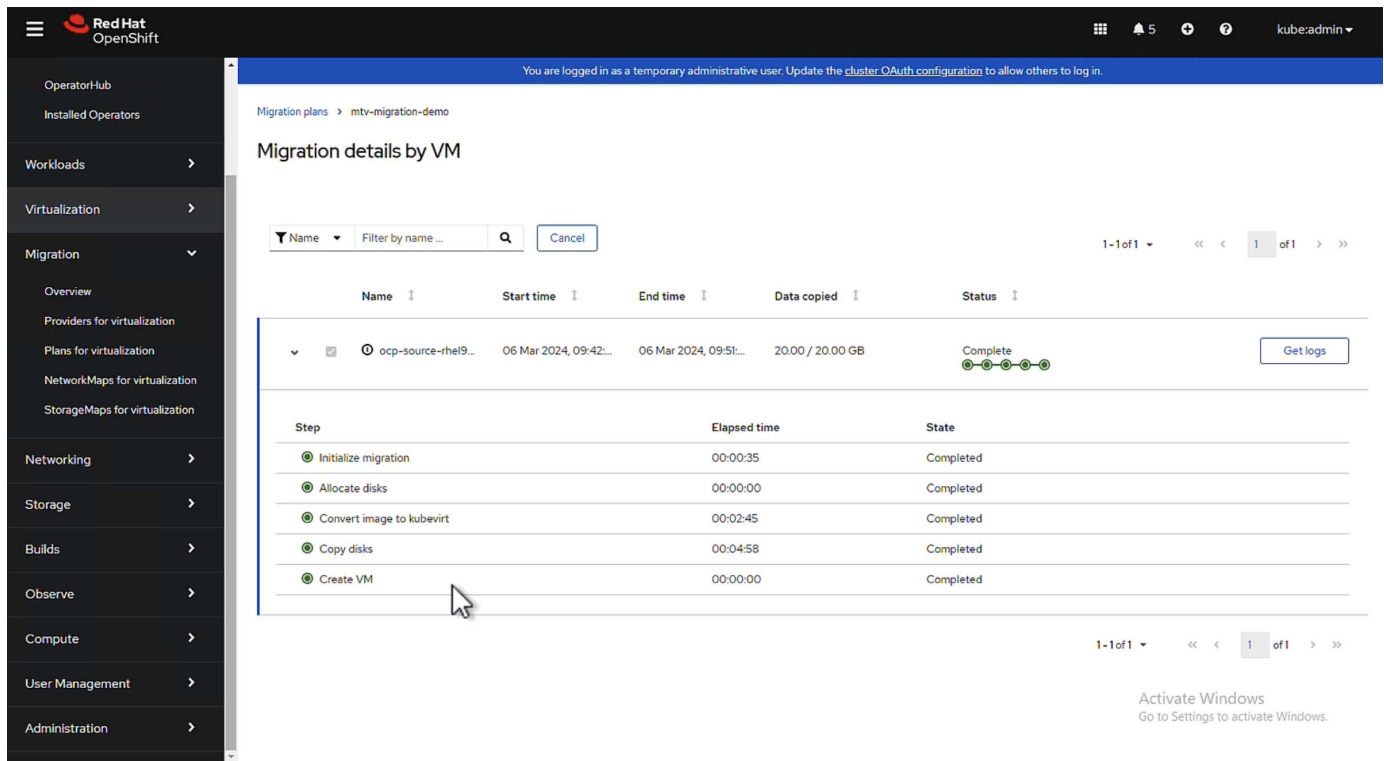 Red Hat
OpenShift
5
kube:admin
You are logged in as a temporary administrative user. Update the cluster OAuth configuration to allow others to log in.
OperatorHub
Installed Operators
Workloads
Virtualization
Migration
Overview
Providers for virtualization
Plans for virtualization
NetworkMaps for virtualization
StorageMaps for virtualization
Networking
Storage
Builds
Observe
Compute
User Management
Administration
Migration plans > mtv-migration-demo
Migration details by VM
Name Filter by name ... Cancel
1-1 of 1 << < 1 of 1 > >>
Name Start time End time Data copied Status
ocp-source-rhel9... 06 Mar 2024, 09:42:... 06 Mar 2024, 09:51:... 20.00 / 20.00 GB Complete Get logs
Step Elapsed time State
Initialize migration 00:00:35 Completed
Allocate disks 00:00:00 Completed
Convert image to kubevirt 00:02:45 Completed
Copy disks 00:04:58 Completed
Create VM 00:00:00 Completed
1-1 of 1 << < 1 of 1 > >>
Activate Windows
Go to Settings to activate Windows.